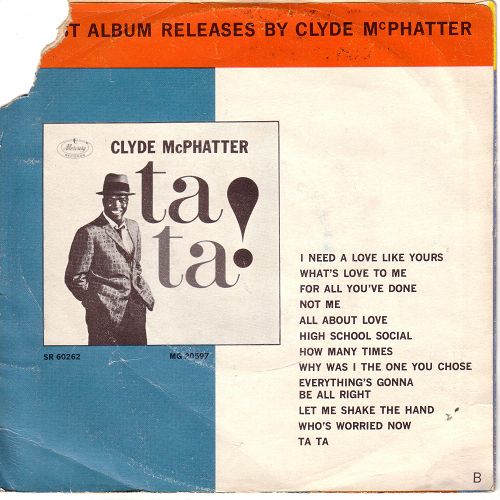 ST ALBUM RELEASES BY CLYDE McPHATTER
Mercury
RECORDS
CLYDE McPHATTER
ta
ta!
SR 60262
MG 20597
I NEED A LOVE LIKE YOURS
WHAT'S LOVE TO ME
FOR ALL YOU'VE DONE
NOT ME
ALL ABOUT LOVE
HIGH SCHOOL SOCIAL
HOW MANY TIMES
WHY WAS I THE ONE YOU CHOSE
EVERYTHING'S GONNA
BE ALL RIGHT
LET ME SHAKE THE HAND
WHO'S WORRIED NOW
TA TA
B